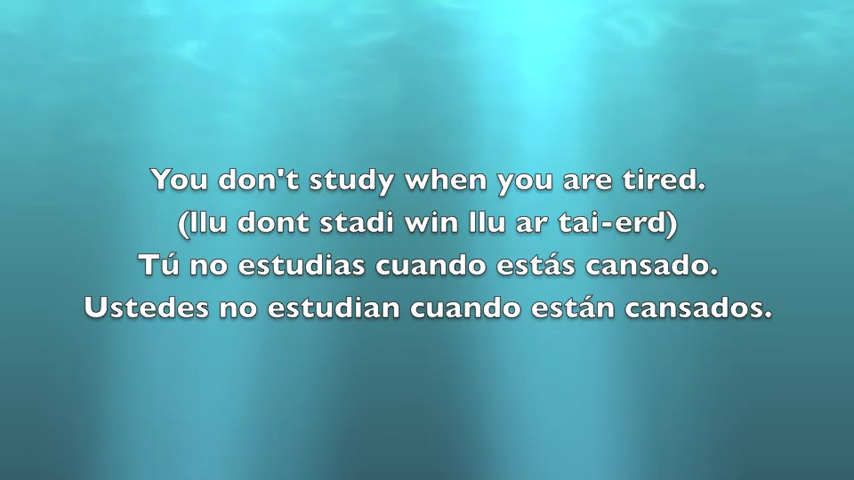 You don't study when you are tired.
(llu dont stadi win llu ar tai-erd)
Tú no estudias cuando estás cansado.
Ustedes no estudian cuando están cansados.